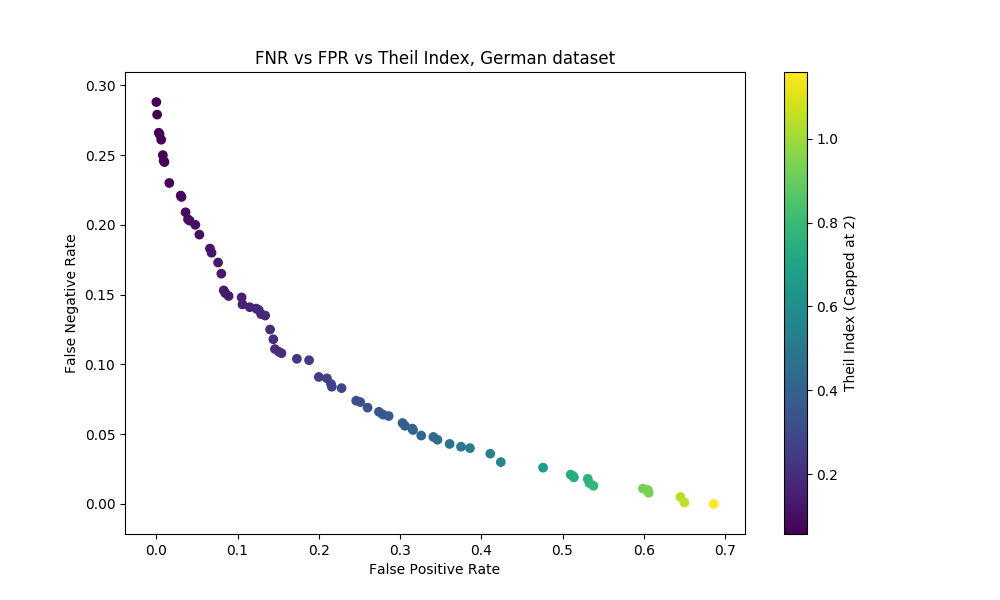 FNR vs FPR vs Theil Index, German dataset
0.30
0.25
0.20
0.15
0.10
0.05
0.00
False Negative Rate
0.0 0.1 0.2 0.3 0.4 0.5 0.6 0.7
False Positive Rate
1.0
0.8
0.6
0.4
0.2
Theil Index (Capped at 2)